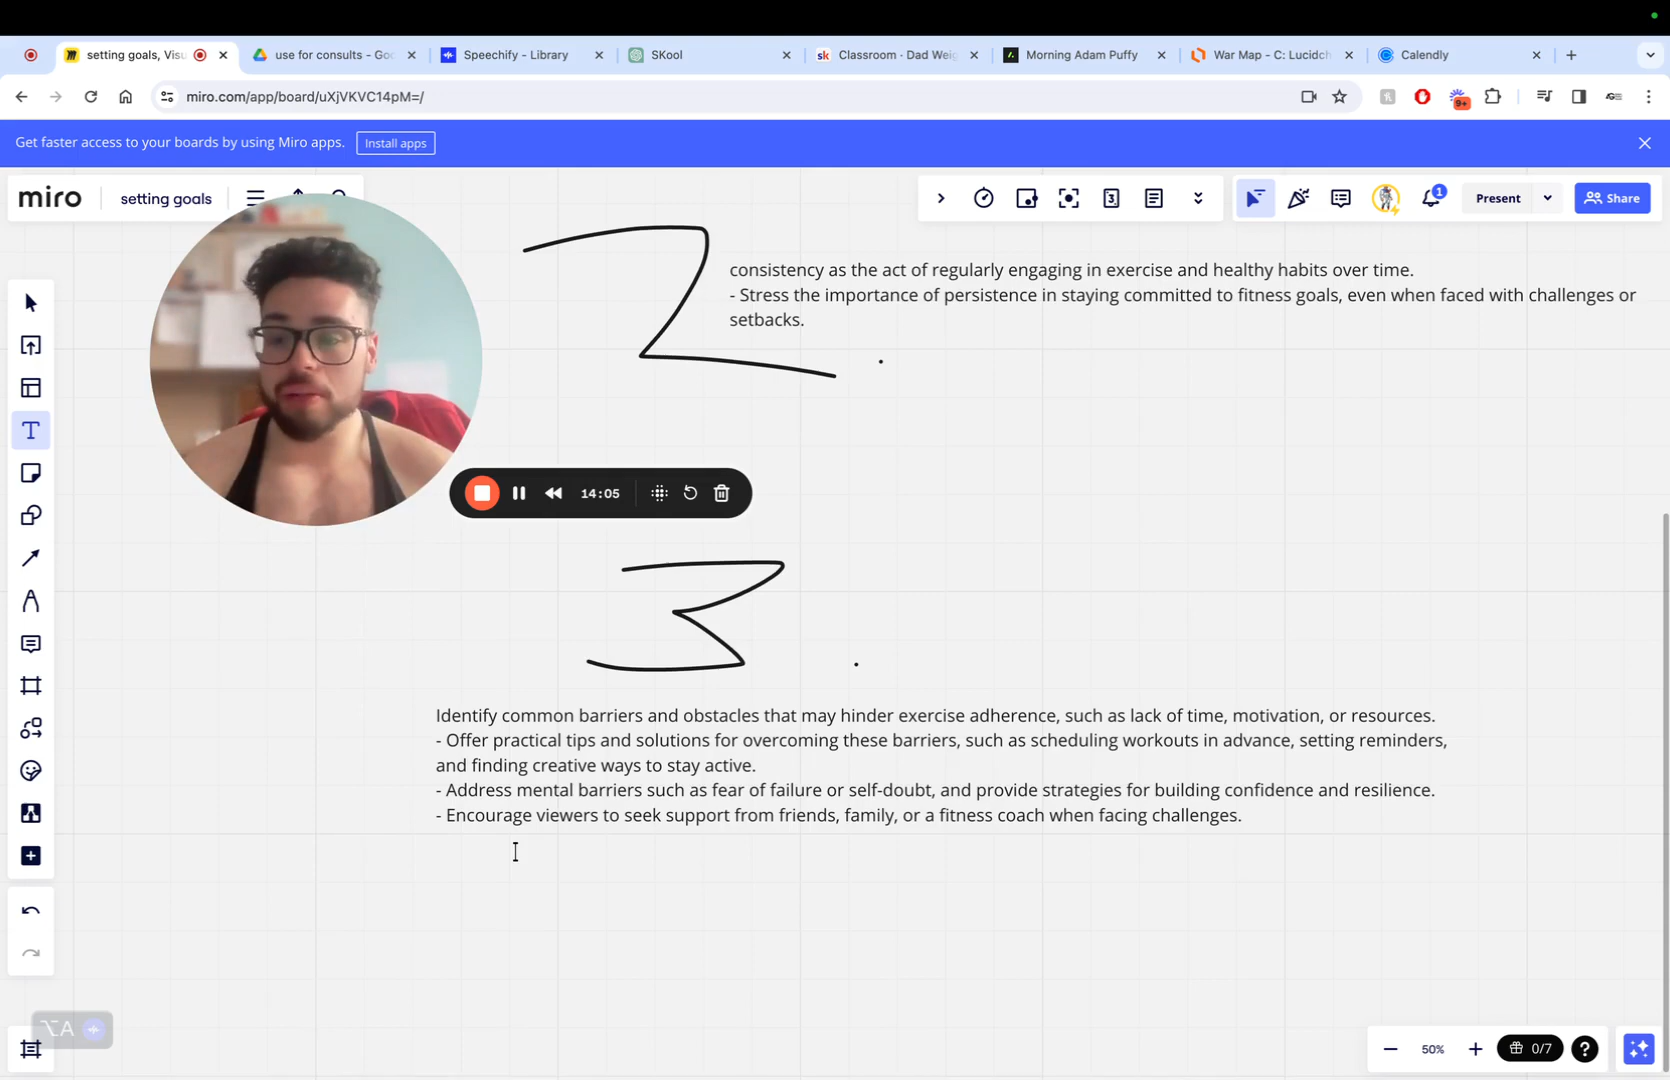 setting goals, Visu
use for consults - Goo
Speechify - Library
SKool
sk
Classroom · Dad Weig
Morning Adam Puffy
War Map - C: Lucidch
Calendly
miro.com/app/board/uXjVKVC14pM=/
9+
Get faster access to your boards by using Miro apps.
Install apps
miro
setting goals
3
1
Present
Share
2
consistency as the act of regularly engaging in exercise and healthy habits over time.
- Stress the importance of persistence in staying committed to fitness goals, even when faced with challenges or
setbacks.
T
14:05
3
Identify common barriers and obstacles that may hinder exercise adherence, such as lack of time, motivation, or resources.
- Offer practical tips and solutions for overcoming these barriers, such as scheduling workouts in advance, setting reminders,
and finding creative ways to stay active.
- Address mental barriers such as fear of failure or self-doubt, and provide strategies for building confidence and resilience.
- Encourage viewers to seek support from friends, family, or a fitness coach when facing challenges.
⌥A
50%
0/7
?